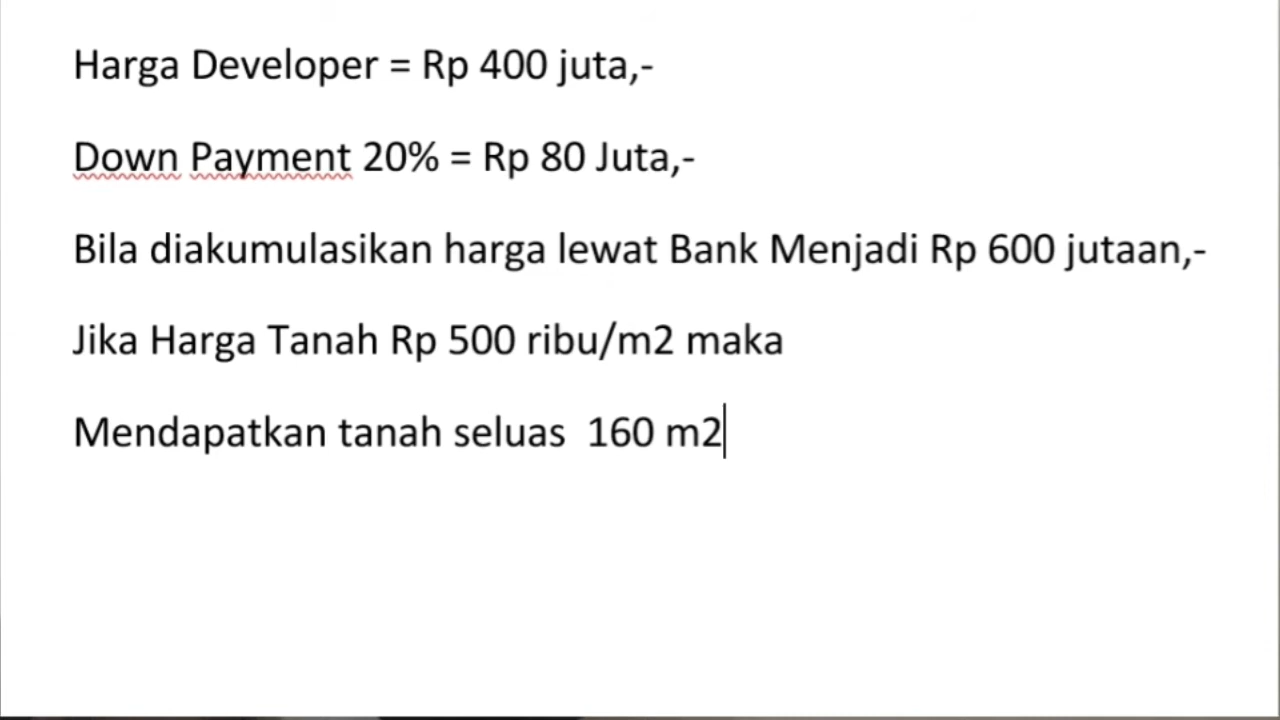 Harga Developer = Rp 400 juta,-
Down Payment 20% = Rp 80 Juta,-
Bila diakumulasikan harga lewat Bank Menjadi Rp 600 jutaan,-
Jika Harga Tanah Rp 500 ribu/m2 maka
Mendapatkan tanah seluas  160 m2